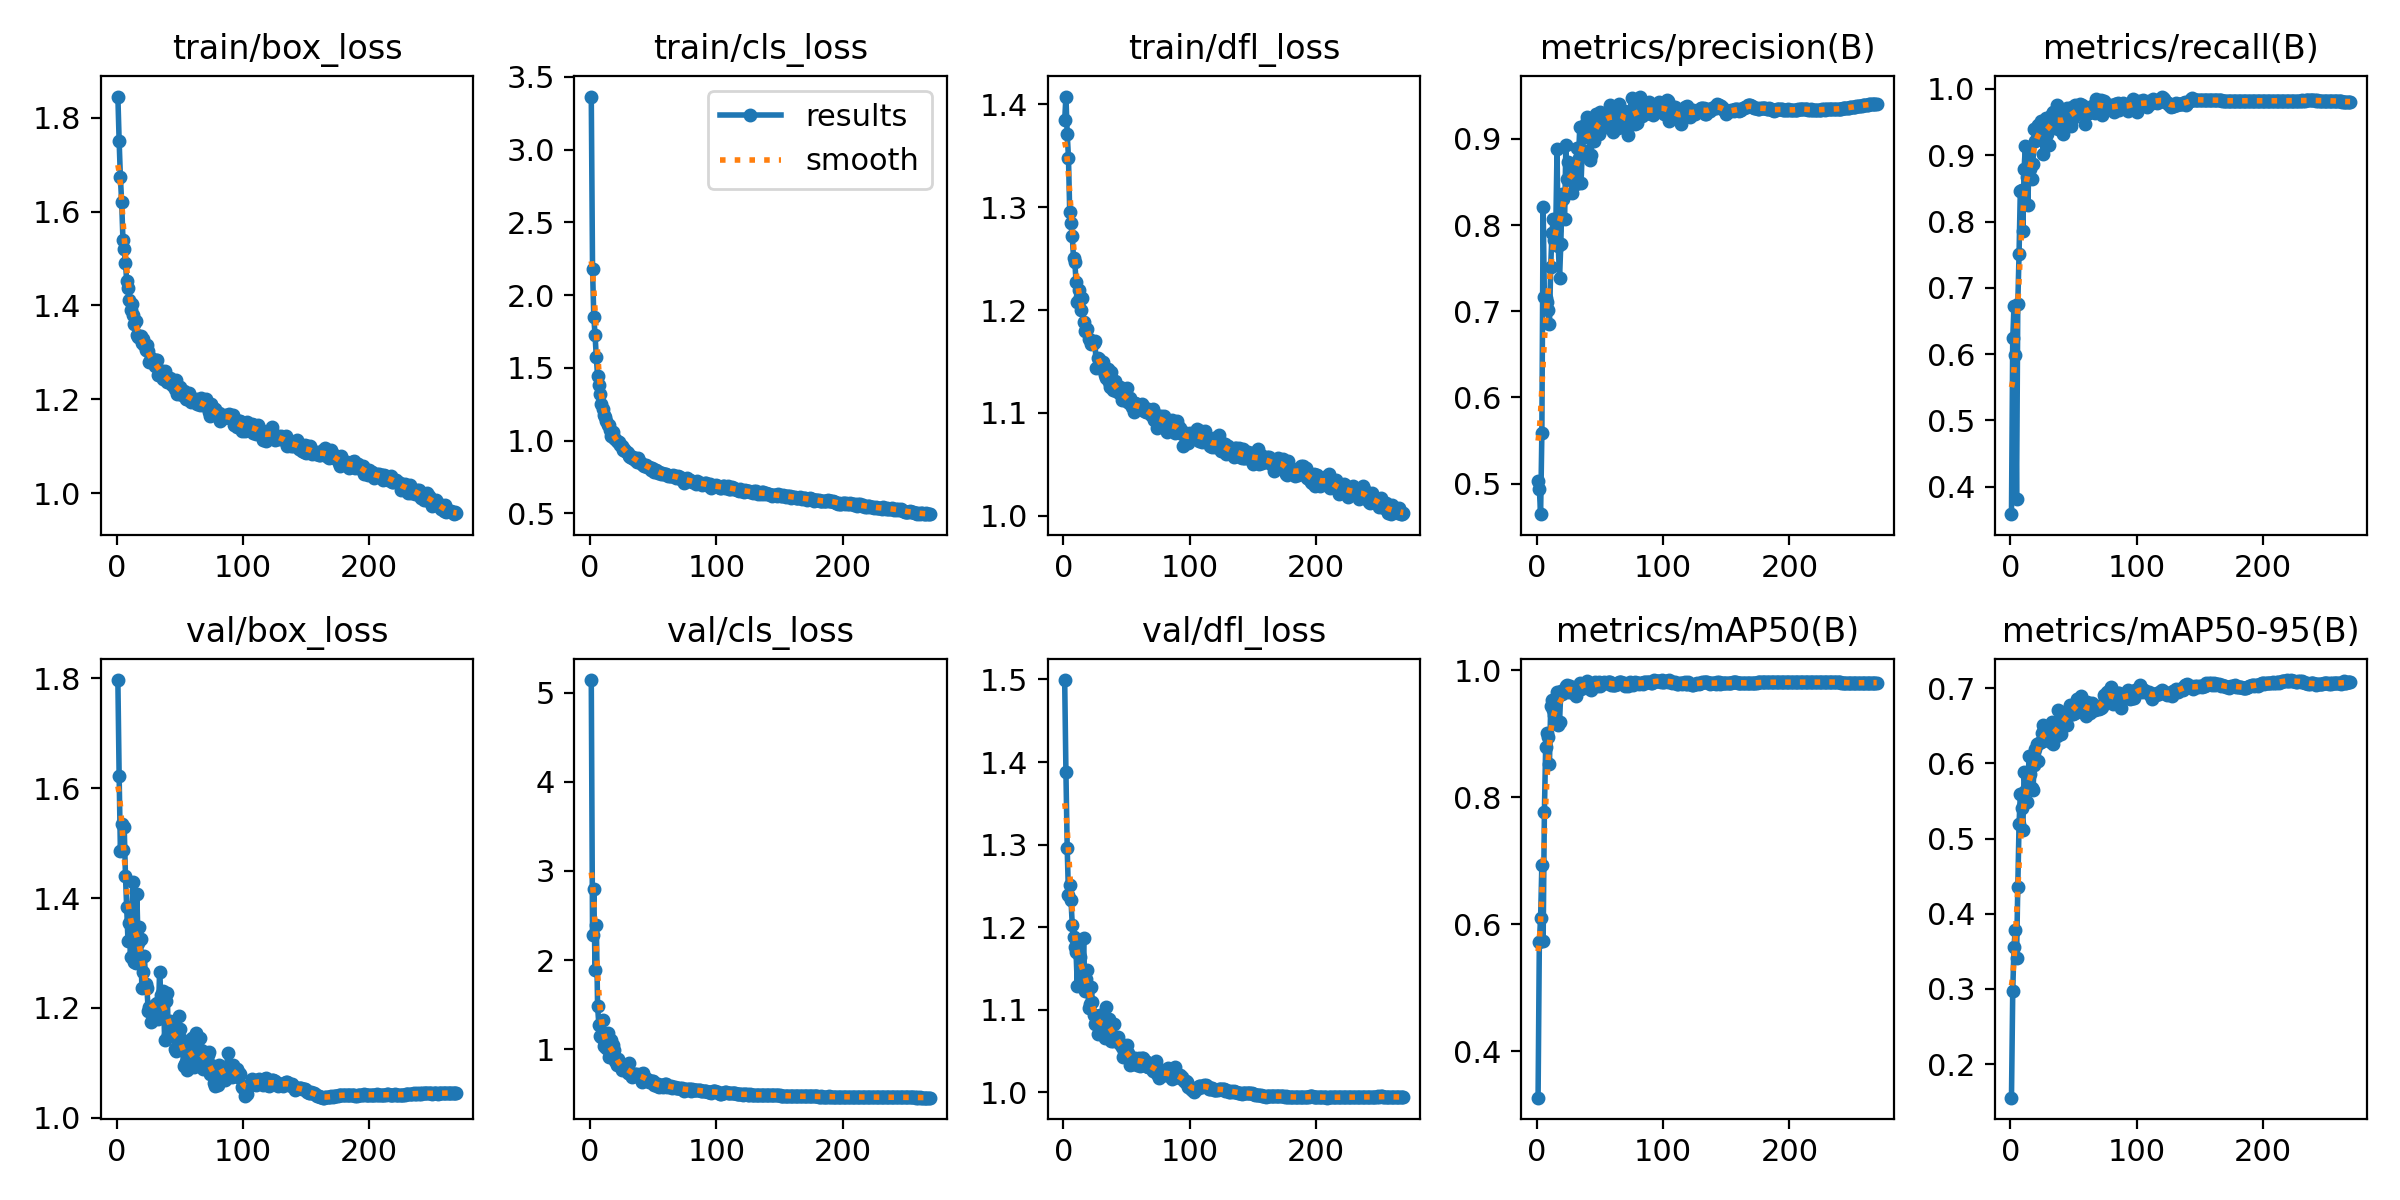 train/box_loss
train/cls_loss
train/dfl_loss
metrics/precision(B)
metrics/recall(B)
1.8
1.6
1.4
1.2
1.0
0 100 200
3.5
3.0
2.5
2.0
1.5
1.0
0.5
results
smooth
0 100 200
1.4
1.3
1.2
1.1
1.0
0 100 200
0.9
0.8
0.7
0.6
0.5
0 100 200
1.0
0.9
0.8
0.7
0.6
0.5
0.4
0 100 200
val/box_loss
val/cls_loss
val/dfl_loss
metrics/mAP50(B)
metrics/mAP50-95(B)
1.8
1.6
1.4
1.2
1.0
0 100 200
5
4
3
2
1
0 100 200
1.5
1.4
1.3
1.2
1.1
1.0
0 100 200
1.0
0.8
0.6
0.4
0 100 200
0.7
0.6
0.5
0.4
0.3
0.2
0 100 200